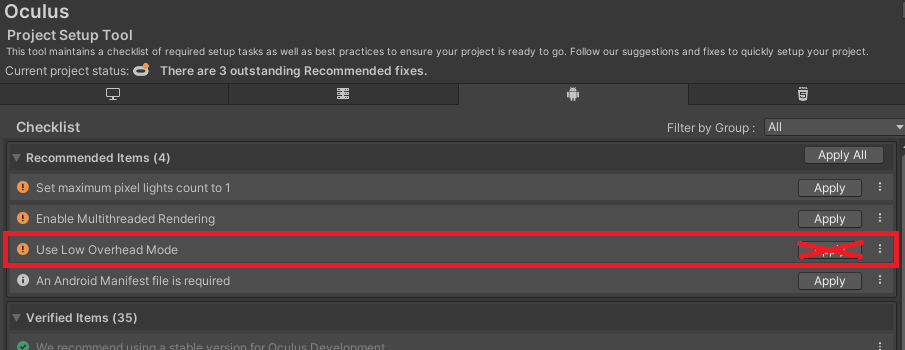 Oculus
Project Setup Tool
This tool maintains a checklist of required setup tasks as well as best practices to ensure your project is ready to go. Follow our suggestions and fixes to quickly setup your project.
Current project status: There are 3 outstanding Recommended fixes.
Checklist
Filter by Group : All
Recommended Items (4)
Apply All
Set maximum pixel lights count to 1
Apply
Enable Multithreaded Rendering
Apply
Use Low Overhead Mode
An Android Manifest file is required
Apply
Verified Items (35)
We recommend using a stable version for Oculus Development